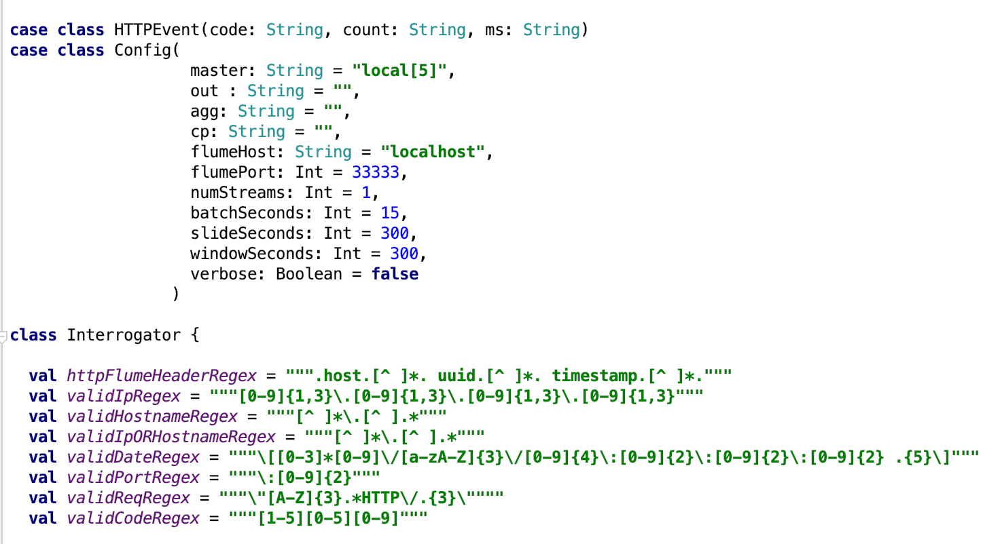 case class HTTPEvent(code: String, count: String, ms: String)
case class Config(
                   master: String = "local[5]",
                   out : String = "",
                   agg: String = "",
                   cp: String = "",
                   flumeHost: String = "localhost",
                   flumePort: Int = 33333,
                   numStreams: Int = 1,
                   batchSeconds: Int = 15,
                   slideSeconds: Int = 300,
                   windowSeconds: Int = 300,
                   verbose: Boolean = false
                 )
class Interrogator {
  val httpFlumeHeaderRegex = """.host.[^ ]*. uuid.[^ ]*. timestamp.[^ ]*."""
  val validIpRegex = """[0-9]{1,3}\.[0-9]{1,3}\.[0-9]{1,3}\.[0-9]{1,3}"""
  val validHostnameRegex = """[^ ]*\.[^ ].*"""
  val validIpORHostnameRegex = """[^ ]*\.[^ ].*"""
  val validDateRegex = """\[[0-3]*[0-9]\/[a-zA-Z]{3}\/[0-9]{4}\:[0-9]{2}\:[0-9]{2}\:[0-9]{2} .{5}\]"""
  val validPortRegex = """\:[0-9]{2}"""
  val validReqRegex = """\"[A-Z]{3}.*HTTP\/.{3}\""""
  val validCodeRegex = """[1-5][0-5][0-9]"""